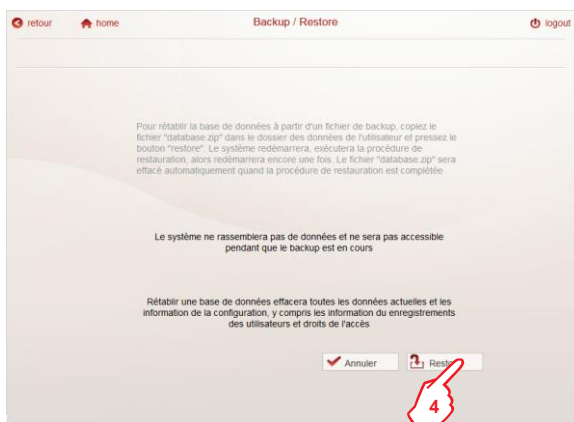 retour home Backup / Restore logout
Pour rétablir la base de données à partir d'un fichier de backup, copiez le
fichier "database.zip" dans le dossier des données de l'utilisateur et pressez le
bouton "restore". Le système redémarrera, exécutera la procédure de
restauration, alors redémarrera encore une fois. Le fichier "database zip" sera
effacé automatiquement quand la procédure de restauration est complétée
Le système ne rassemblera pas de données et ne sera pas accessible
pendant que le backup est en cours
Rétablir une base de données effacera toutes les données actuelles et les
information de la configuration, y compris les information du enregistrements
des utilisateurs et droits de l'accès
Annuler Resto
4